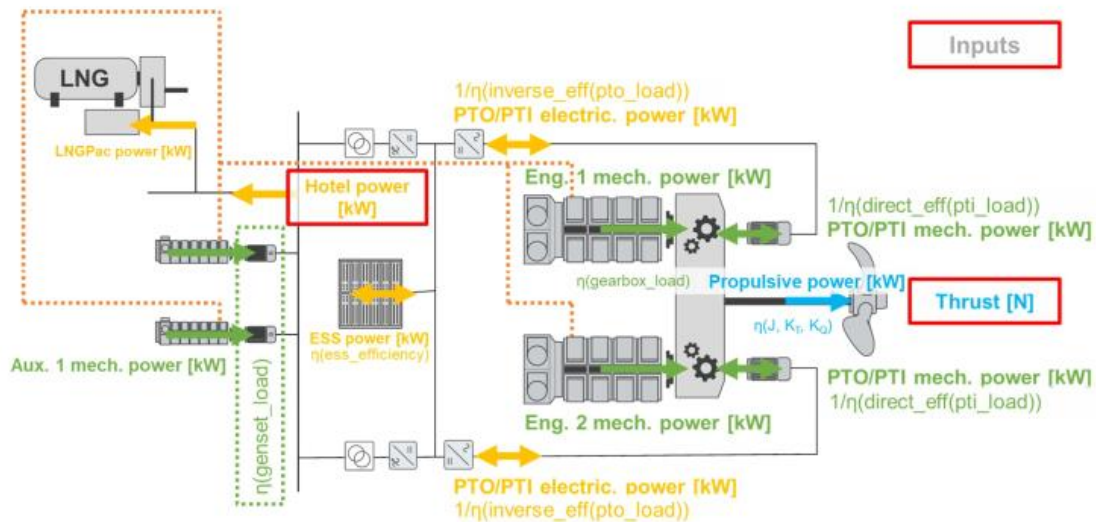 Inputs
LNG
LNGPac power [kW]
Hotel power
[kW]
1/η(inverse_eff(pto_load))
PTO/PTI electric. power [kW]
Eng. 1 mech. power [kW]
1/η(direct_eff(pti_load))
PTO/PTI mech. power [kW]
η(gearbox_load)
Propulsive power [kW]
η(J, KT, KQ)
Thrust [N]
ESS power [kW]
η(ess_efficiency)
Aux. 1 mech. power [kW]
η(genset_load)
PTO/PTI mech. power [kW]
1/η(direct_eff(pti_load))
Eng. 2 mech. power [kW]
PTO/PTI electric. power [kW]
1/η(inverse_eff(pto_load))